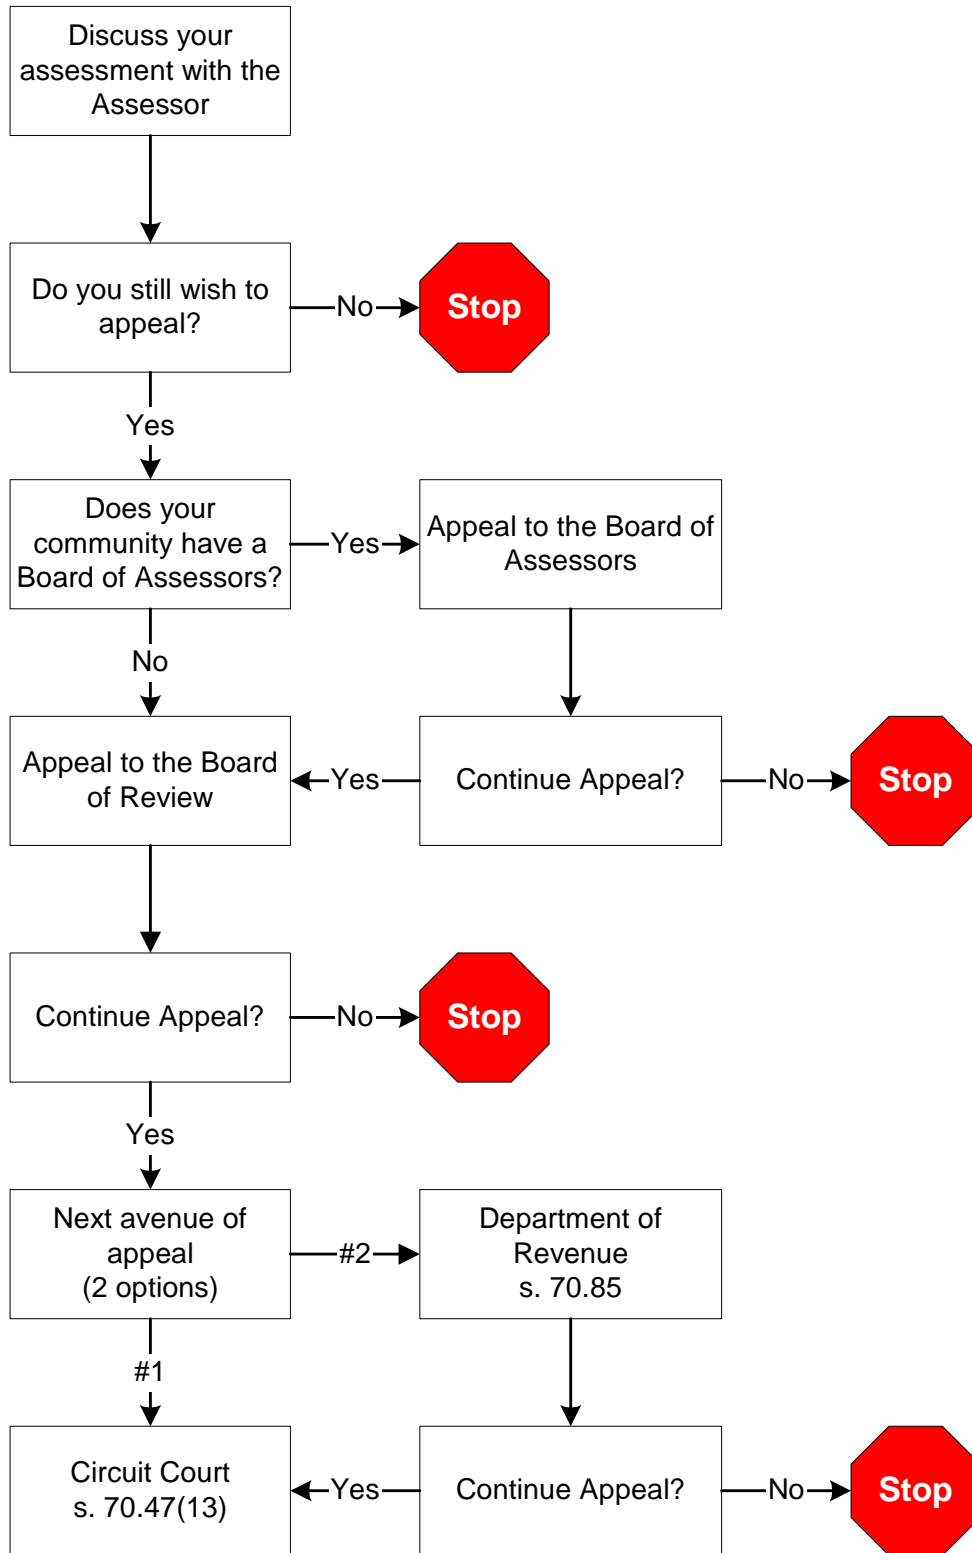 Discuss your
assessment with the
Assessor
Do you still wish to
appeal?
No
Stop
Yes
Does your
community have a
Board of Assessors?
Yes
Appeal to the Board of
Assessors
No
Appeal to the Board
of Review
Yes
Continue Appeal?
No
Stop
Continue Appeal?
No
Stop
Yes
Next avenue of
appeal
(2 options)
#2
Department of
Revenue
s. 70.85
#1
Circuit Court
s. 70.47(13)
Yes
Continue Appeal?
No
Stop